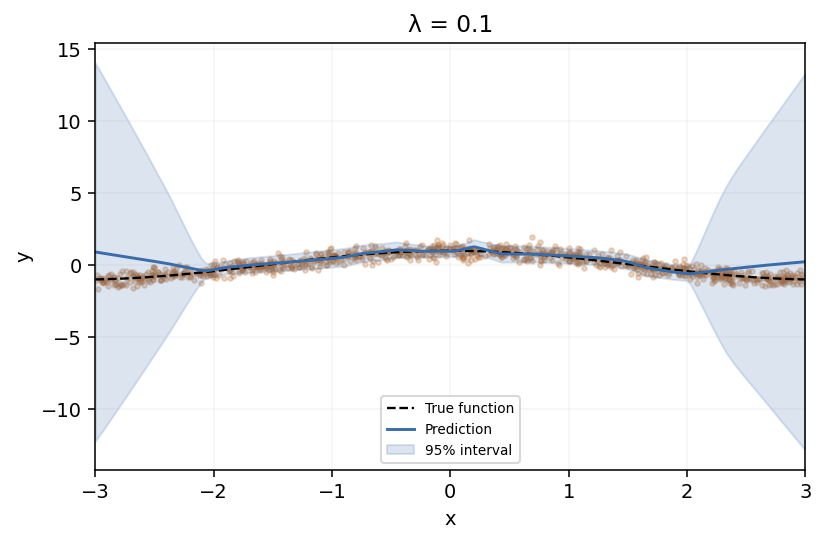 λ = 0.1
15
10
5
0
−5
−10
y
True function
Prediction
95% interval
−3 −2 −1 0 1 2 3
x